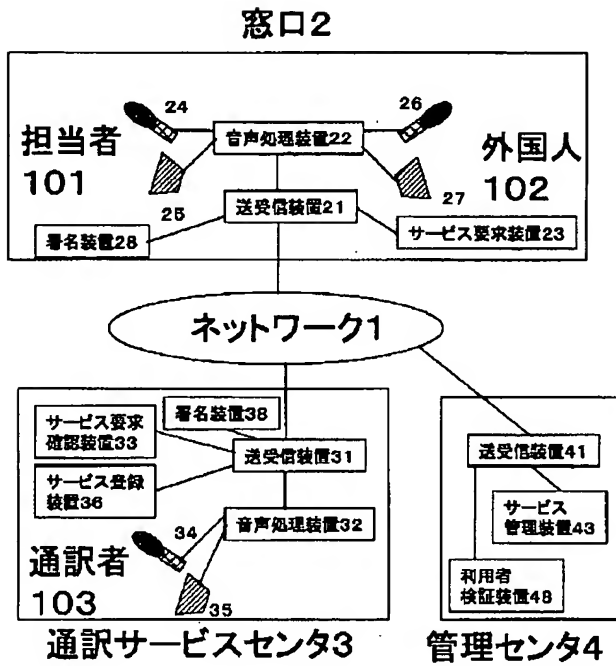 窓口2
24
26
担当者
101
音声処理装置22
外国人
102
25
27
送受信装置21
署名装置28
サービス要求装置23
ネットワーク1
署名装置38
サービス要求
確認装置33
送受信装置31
サービス登録
装置36
34
音声処理装置32
通訳者
103
35
通訳サービスセンタ3
送受信装置41
サービス
管理装置43
利用者
検証装置48
管理センタ4